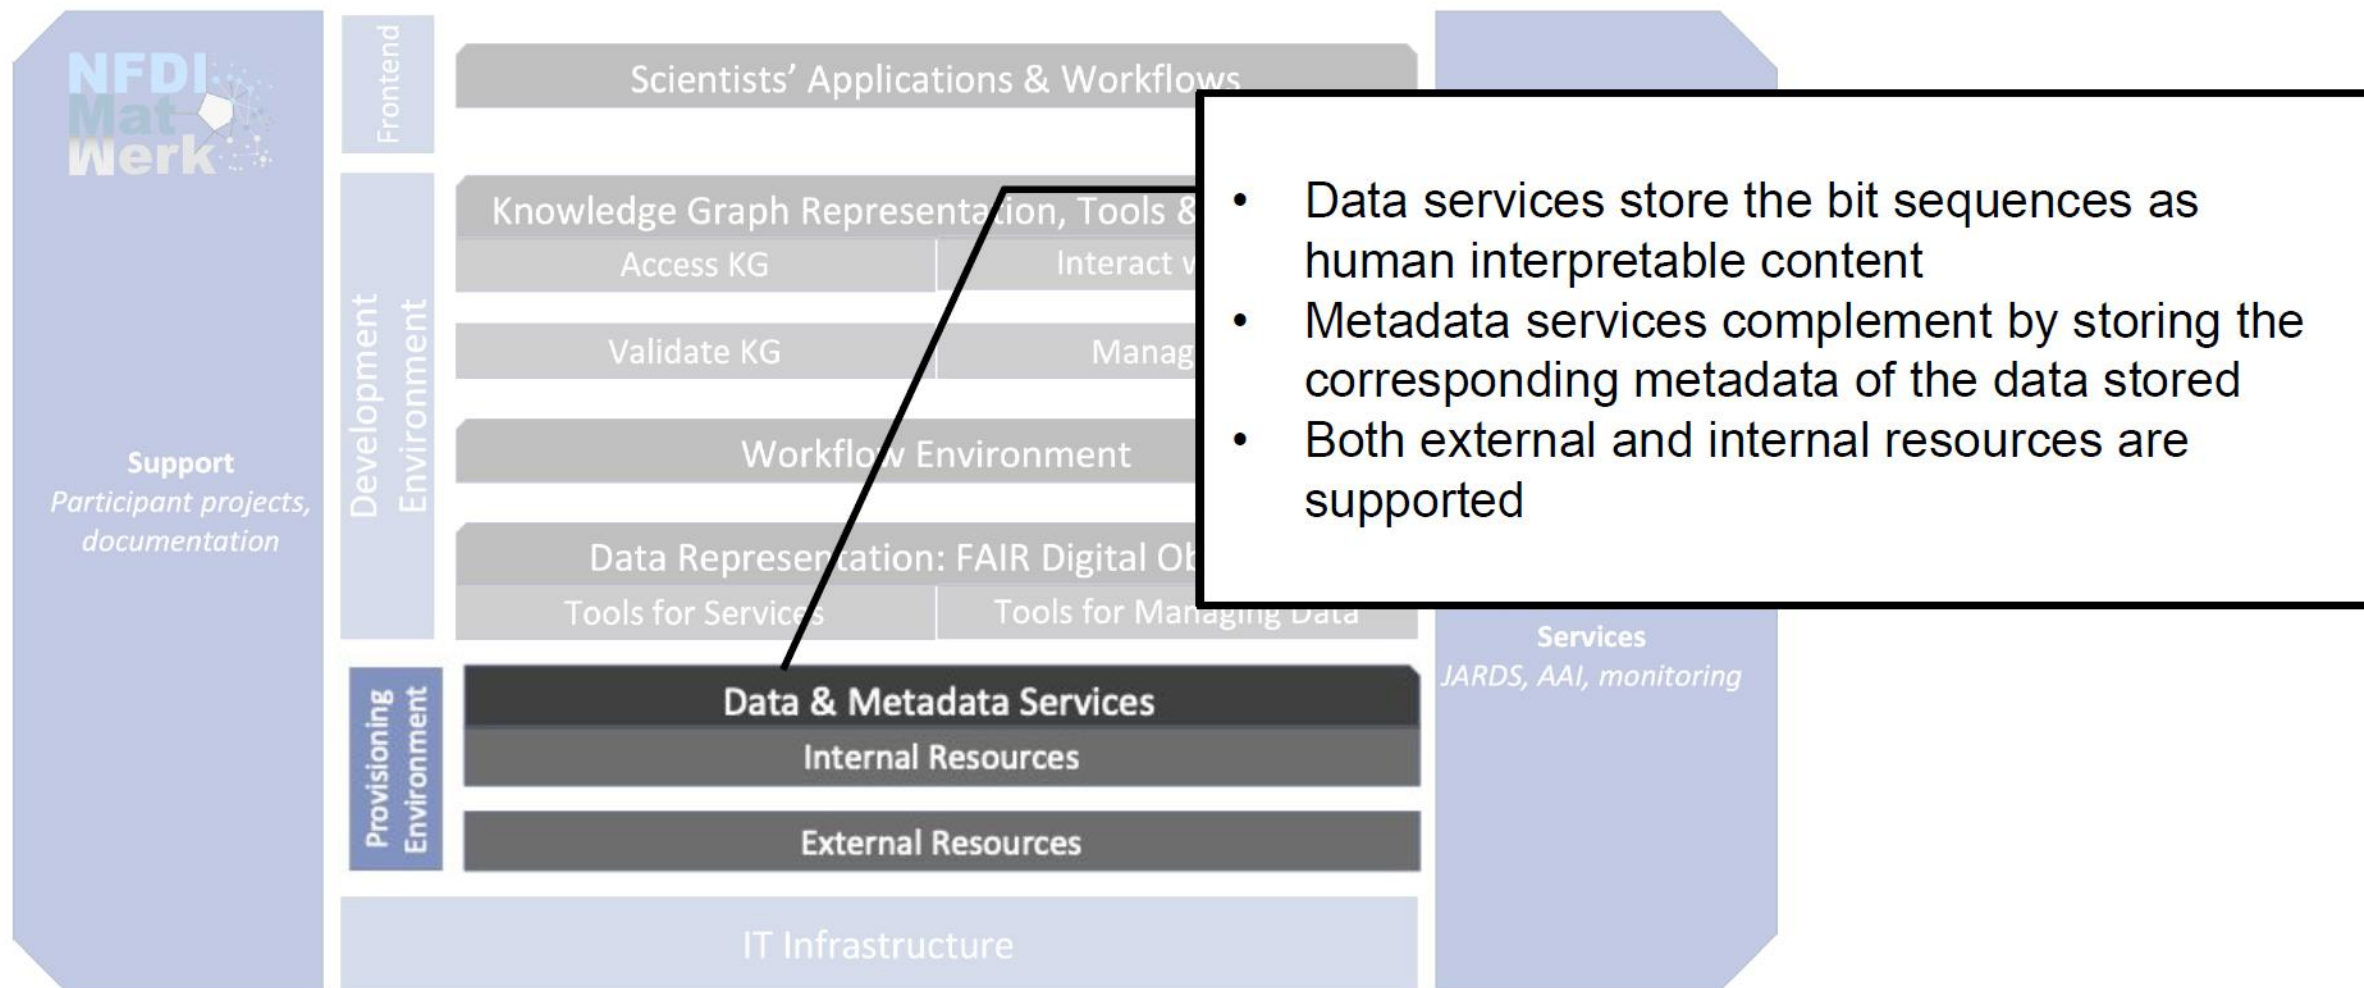 NFDI
Mat
Werk
Support
Participant projects,
documentation
Frontend
Scientists' Applications & Workflows
Development
Environment
Knowledge Graph Representation, Tools &
Access KG
Interact
Validate KG
Manag
Workflow Environment
Data Representation: FAIR Digital
Tools for Services
Tools for Managing Data
Provisioning
Environment
Data & Metadata Services
Internal Resources
External Resources
IT Infrastructure
• Data services store the bit sequences as
human interpretable content
• Metadata services complement by storing the
corresponding metadata of the data stored
• Both external and internal resources are
supported
Services
JARDS, AAI, monitoring